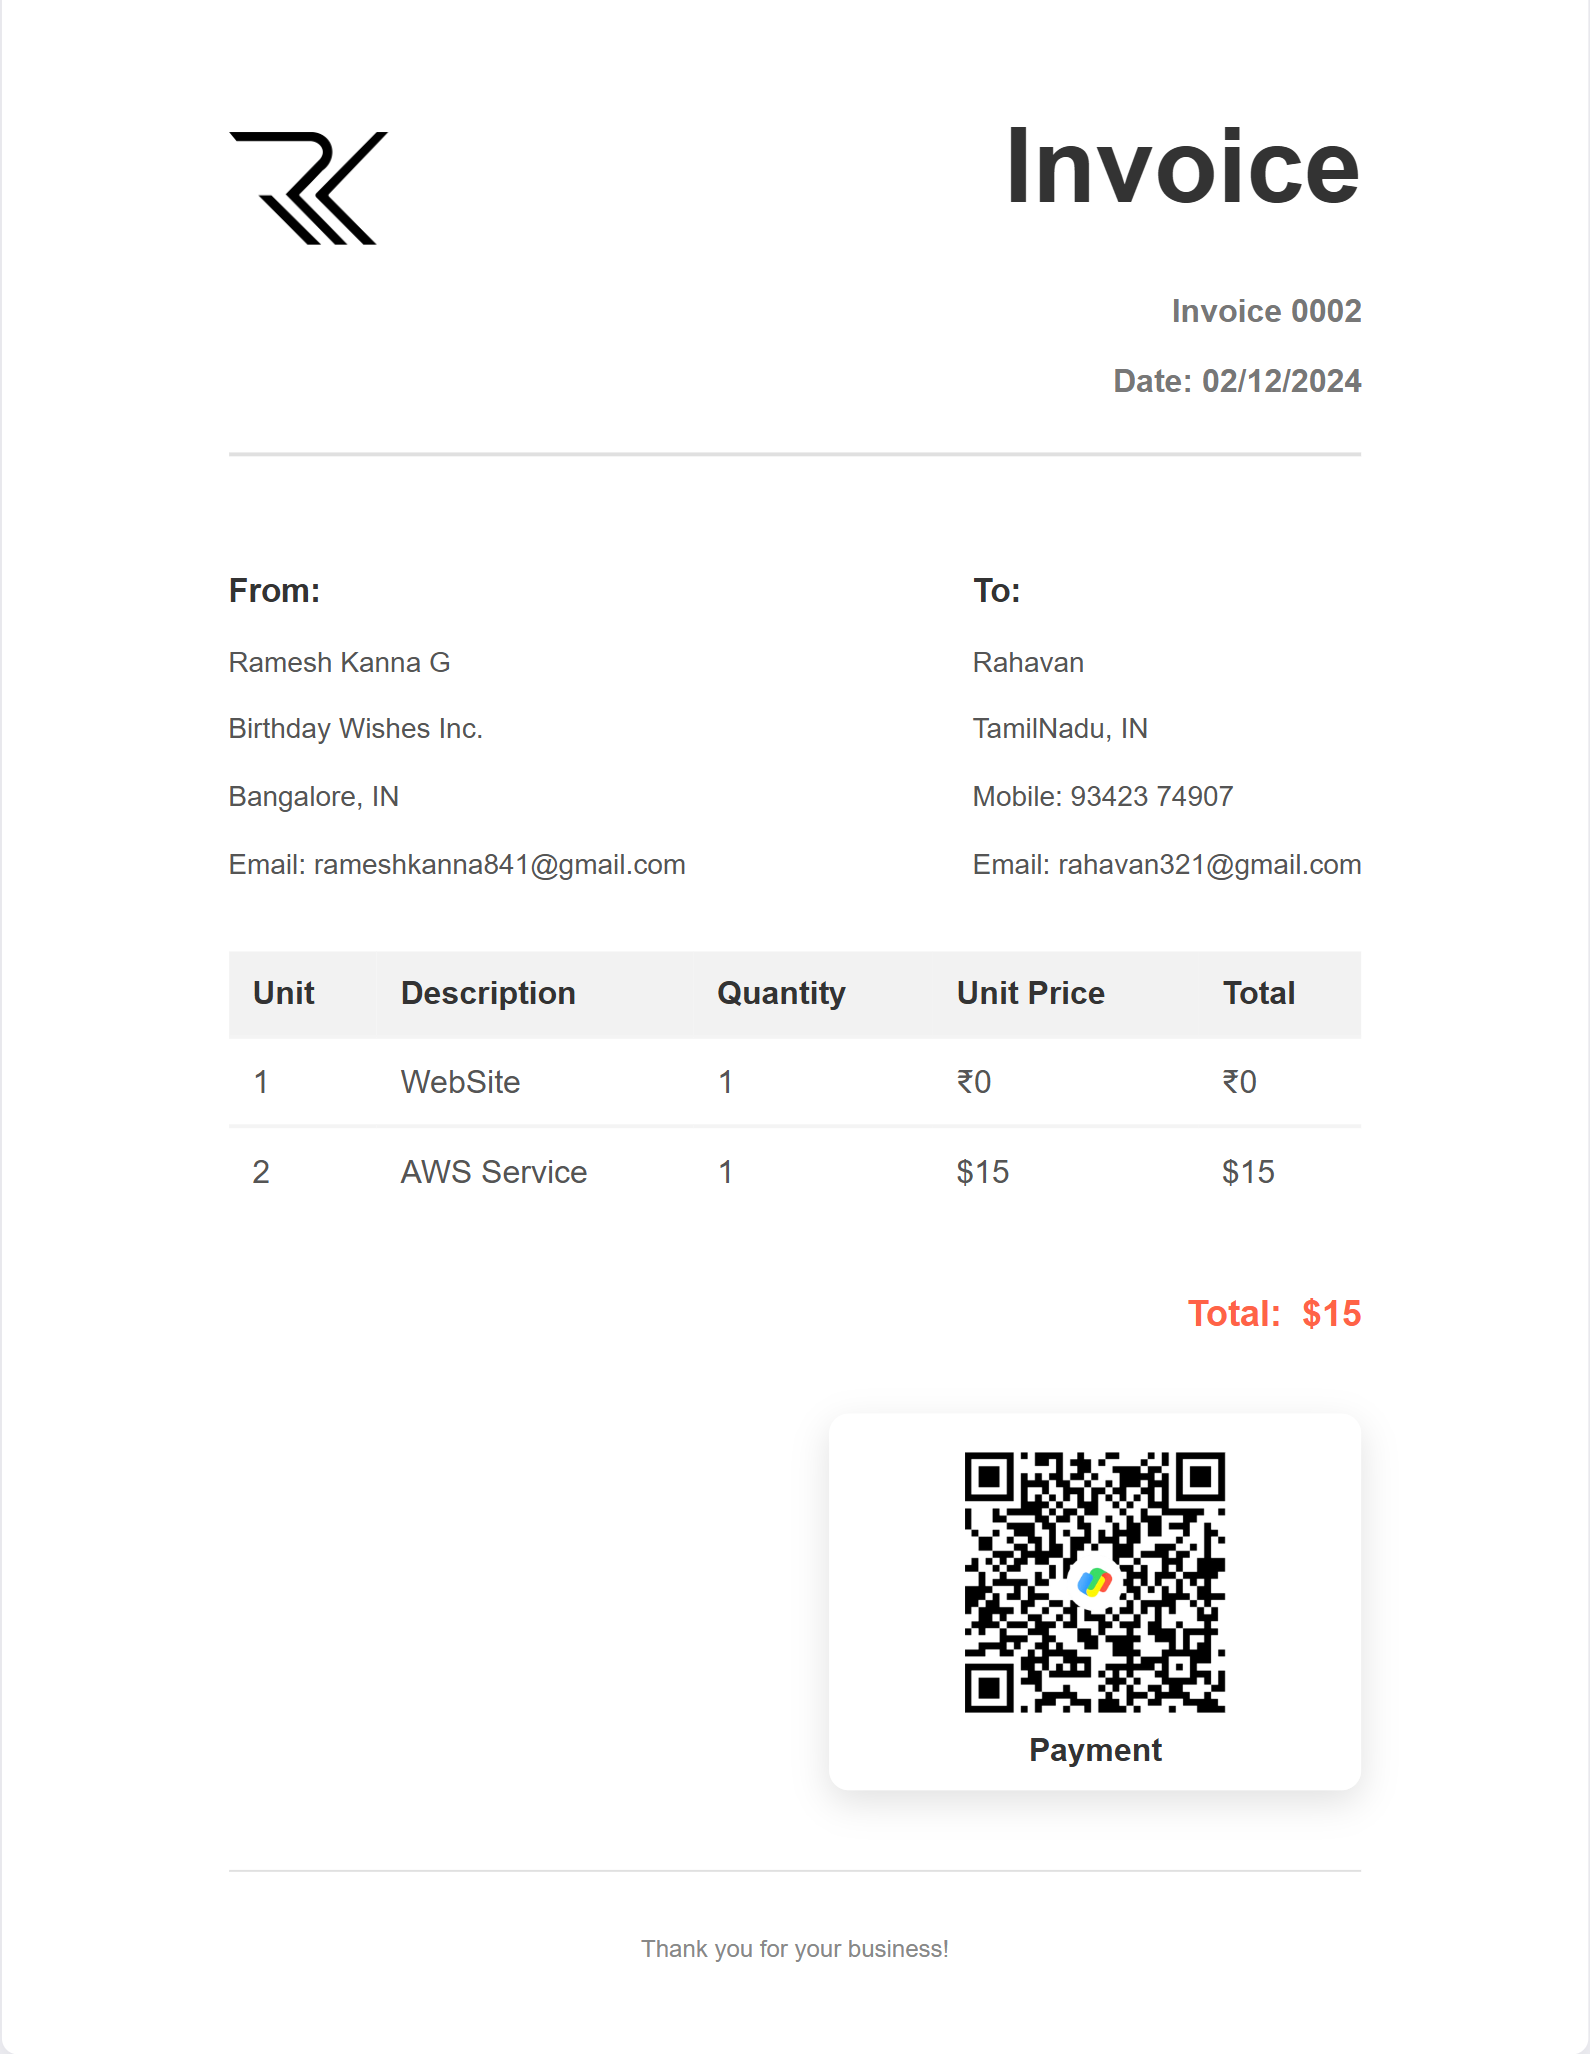 RK
Invoice
Invoice 0002
Date: 02/12/2024
From:
Ramesh Kanna G
Birthday Wishes Inc.
Bangalore, IN
Email: rameshkanna841@gmail.com
To:
Rahavan
TamilNadu, IN
Mobile: 93423 74907
Email: rahavan321@gmail.com
Unit Description Quantity Unit Price Total
1 WebSite 1 ₹0 ₹0
2 AWS Service 1 $15 $15
Total: $15
Payment
Thank you for your business!